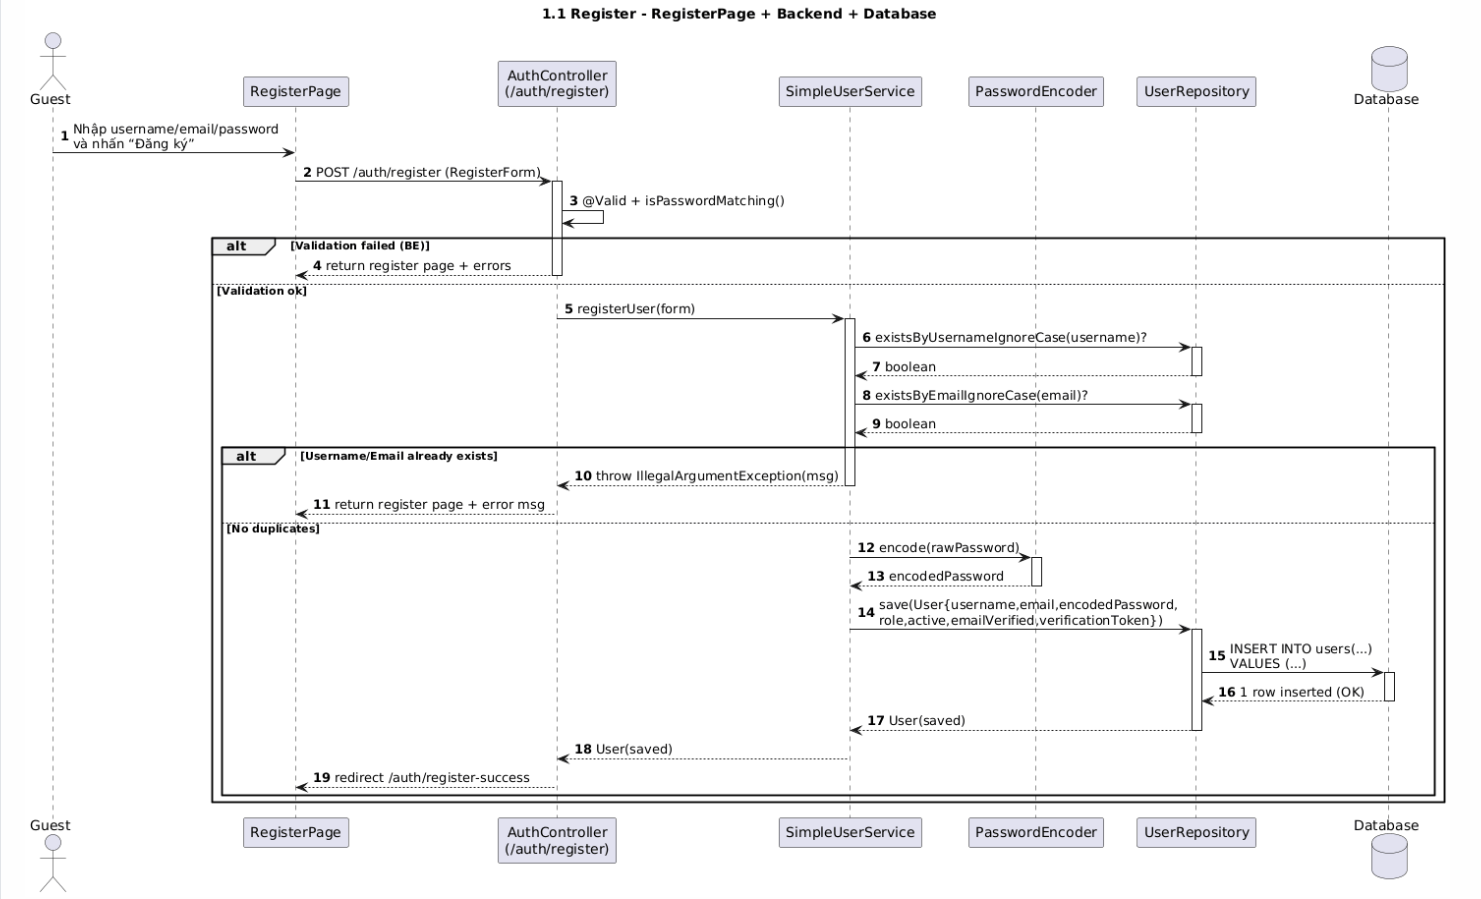 1.1 Register - RegisterPage + Backend + Database
Guest
RegisterPage
AuthController
(/auth/register)
SimpleUserService
PasswordEncoder
UserRepository
Database
1 Nhập username/email/password
và nhấn “Đăng ký”
2 POST /auth/register (RegisterForm)
3 @Valid + isPasswordMatching()
alt [Validation failed (BE)]
4 return register page + errors
[Validation ok]
5 registerUser(form)
6 existsByUsernameIgnoreCase(username)?
7 boolean
8 existsByEmailIgnoreCase(email)?
9 boolean
alt [Username/Email already exists]
10 throw IllegalArgumentException(msg)
11 return register page + error msg
[No duplicates]
12 encode(rawPassword)
13 encodedPassword
14 save(User{username,email,encodedPassword,
role,active,emailVerified,verificationToken})
15 INSERT INTO users(...)
VALUES (...)
16 1 row inserted (OK)
17 User(saved)
18 User(saved)
19 redirect /auth/register-success
Guest
RegisterPage
AuthController
(/auth/register)
SimpleUserService
PasswordEncoder
UserRepository
Database